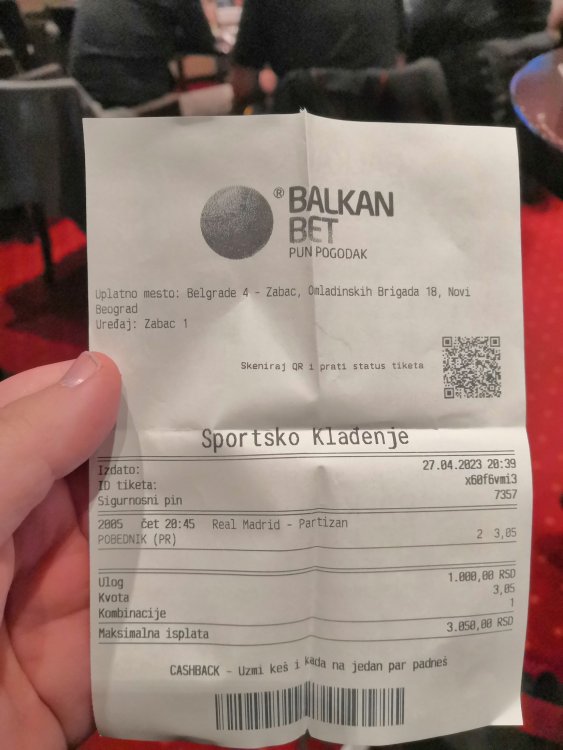 ® BALKAN
BET
PUN POGODAK
Uplatno mesto: Belgrade 4 - Zabac, Omladinskih Brigada 18, Novi
Beograd
Uređaj: Zabac 1
Skeniraj QR i prati status tiketa
Sportsko Klađenje
Izdato: 27.04.2023 20:39
ID tiketa: x60f6vmi3
Sigurnosni pin 7357
2005 čet 20:45 Real Madrid - Partizan
POBEDNIK (PR) 2 3,05
Ulog 1.000,00 RSD
Kvota 3,05
Kombinacije 1
Maksimalna isplata 3.050,00 RSD
CASHBACK - Uzmi keš i kada na jedan par padneš